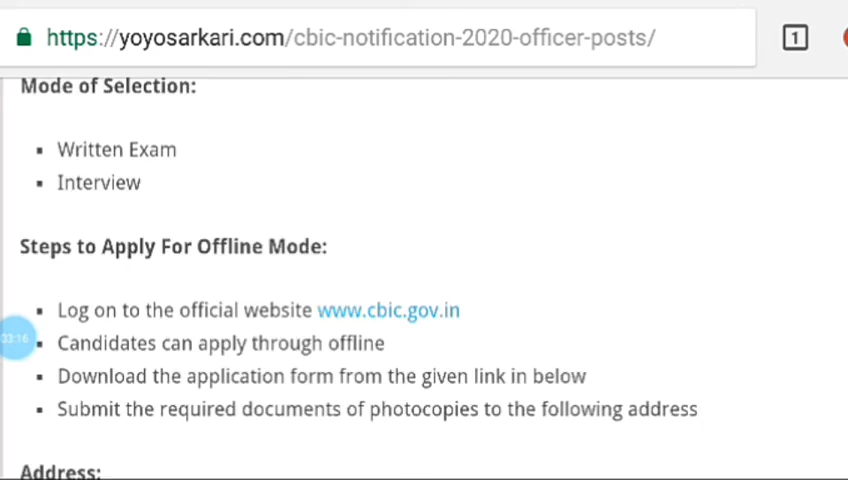 https://yoyosarkari.com/cbic-notification-2020-officer-posts/
1
Mode of Selection:
▪ Written Exam
▪ Interview
Steps to Apply For Offline Mode:
▪ Log on to the official website www.cbic.gov.in
03:16
▪ Candidates can apply through offline
▪ Download the application form from the given link in below
▪ Submit the required documents of photocopies to the following address
Address: